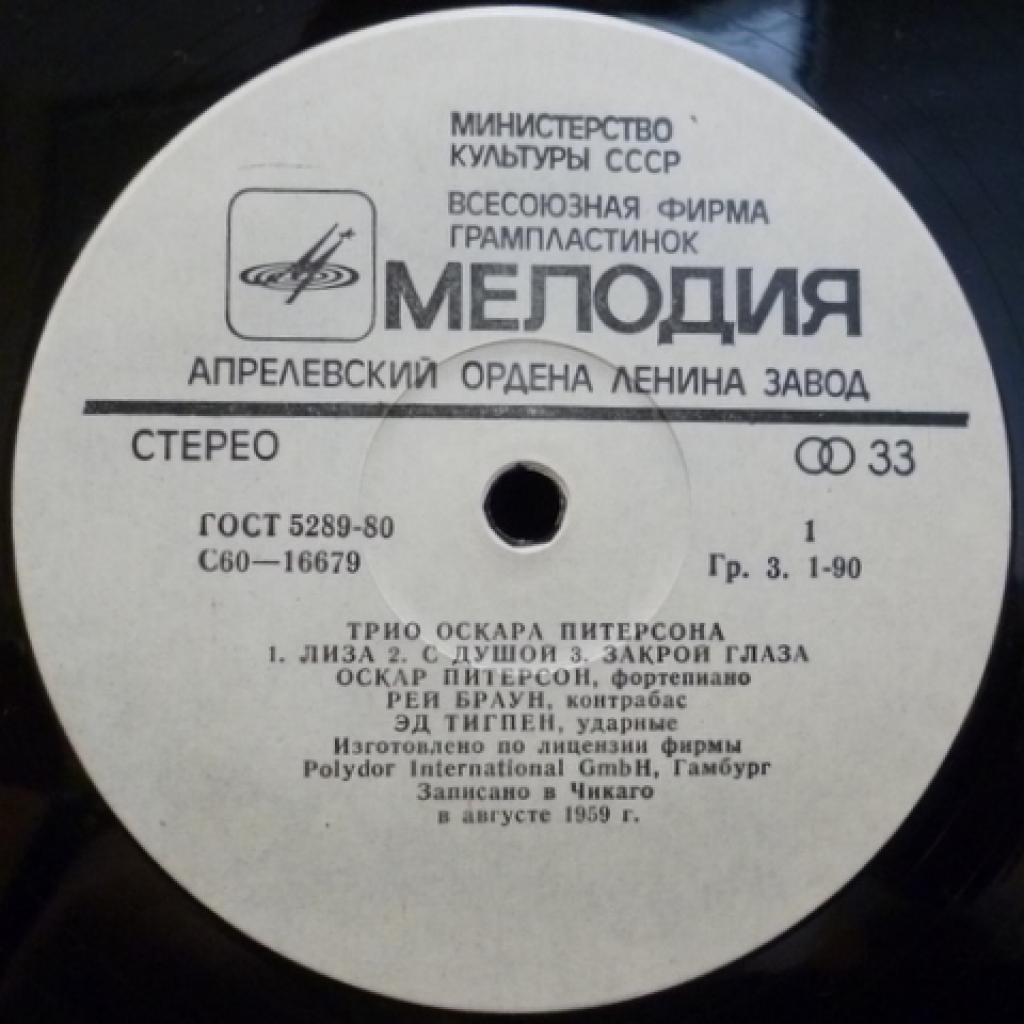 МИНИСТЕРСТВО
КУЛЬТУРЫ СССР
ВСЕСОЮЗНАЯ ФИРМА
ГРАМПЛАСТИНОК
МЕЛОДИЯ
АПРЕЛЕВСКИЙ ОРДЕНА ЛЕНИНА ЗАВОД
СТЕРЕО 33
ГОСТ 5289-80 1
С60—16679 Гр. 3. 1-90
ТРИО ОСКАРА ПИТЕРСОНА
1. ЛИЗА 2. С ДУШОЙ 3. ЗАКРОЙ ГЛАЗА
ОСКАР ПИТЕРСОН, фортепиано
РЕЙ БРАУН, контрабас
ЭД ТИГПЕН, ударные
Изготовлено по лицензии фирмы
Polydor International GmbH, Гамбург
Записано в Чикаго
в августе 1959 г.